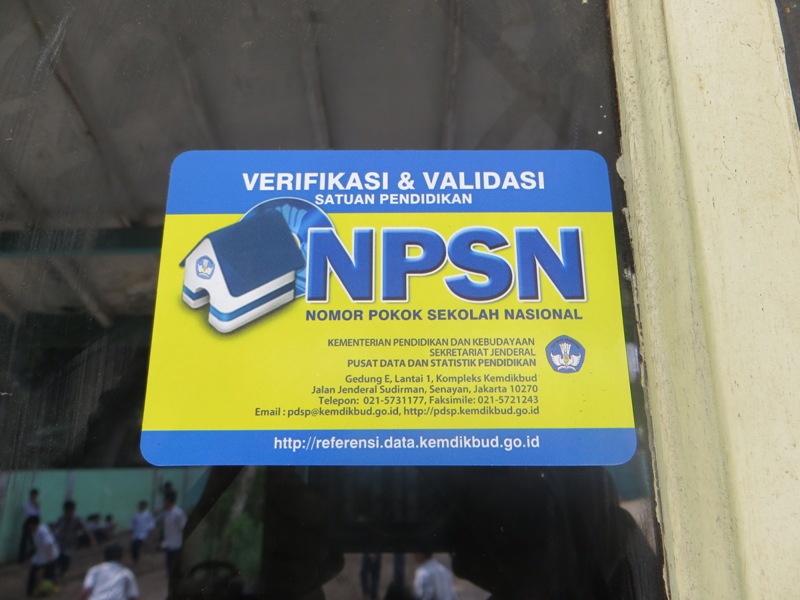 VERIFIKASI & VALIDASI
SATUAN PENDIDIKAN
NPSN
NOMOR POKOK SEKOLAH NASIONAL
KEMENTERIAN PENDIDIKAN DAN KEBUDAYAAN
SEKRETARIAT JENDERAL
PUSAT DATA DAN STATISTIK PENDIDIKAN
Gedung E, Lantai 1, Kompleks Kemdikbud
Jalan Jenderal Sudirman, Senayan, Jakarta 10270
Telepon: 021-5731177, Faksimile: 021-5721243
Email : pdsp@kemdikbud.go.id, http://pdsp.kemdikbud.go.id
http://referensi.data.kemdikbud.go.id